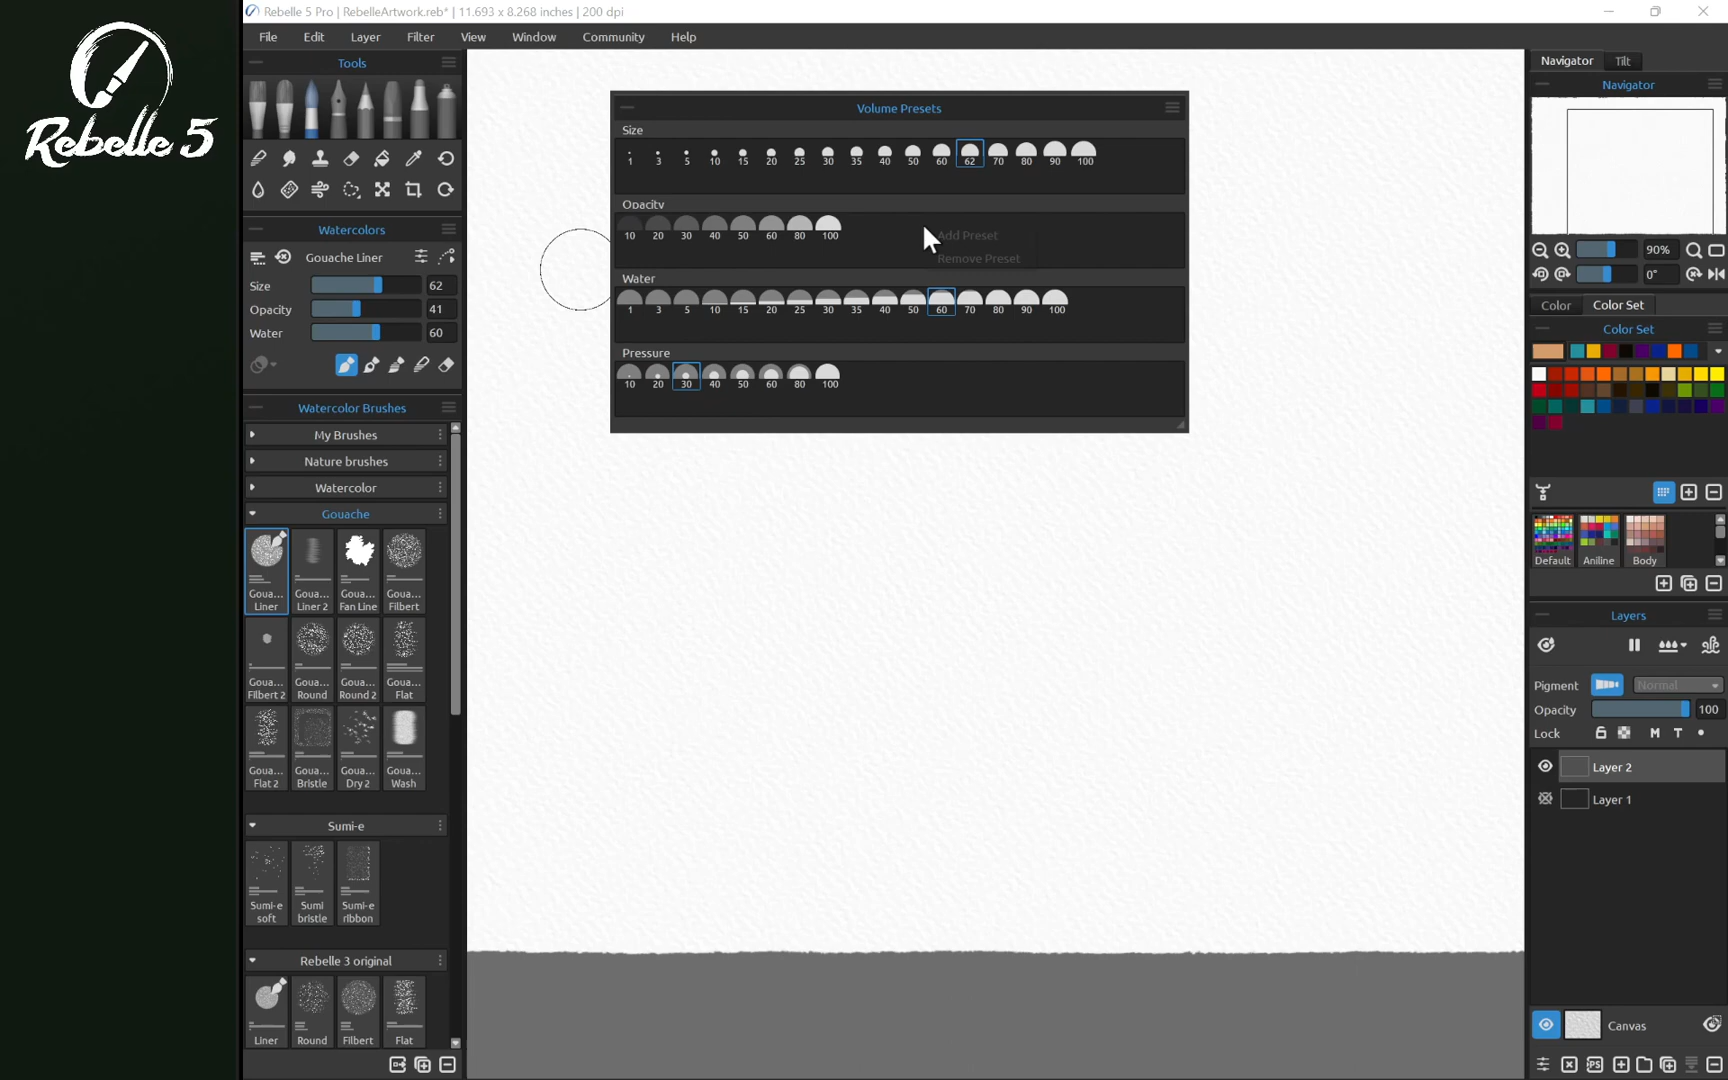 Rebelle 5
Rebelle 5 Pro | RebelleArtwork.reb* | 11.693 x 8.268 inches | 200 dpi
File Edit Layer Filter View Window Community Help
Tools
Watercolors
Gouache Liner
Size 62
Opacity 41
Water 60
Watercolor Brushes
My Brushes
Nature brushes
Watercolor
Gouache
Goua... Goua... Goua... Goua...
Liner Liner 2 Fan Line Filbert
Goua... Goua... Goua... Goua...
Filbert 2 Round Round 2 Flat
Goua... Goua... Goua... Goua...
Flat 2 Bristle Dry 2 Wash
Sumi-e
Sumi-e Sumi Sumi-e
soft bristle ribbon
Rebelle 3 original
Liner Round Filbert Flat
Volume Presets
Size
1 3 5 10 15 20 25 30 35 40 50 60 62 70 80 90 100
Opacity
10 20 30 40 50 60 80 100
Add Preset
Remove Preset
Water
1 3 5 10 15 20 25 30 35 40 50 60 70 80 90 100
Pressure
10 20 30 40 50 60 80 100
Navigator Tilt
Navigator
90%
0°
Color Color Set
Color Set
Default Aniline Body
Layers
Pigment Normal
Opacity 100
Lock M T
Layer 2
Layer 1
Canvas